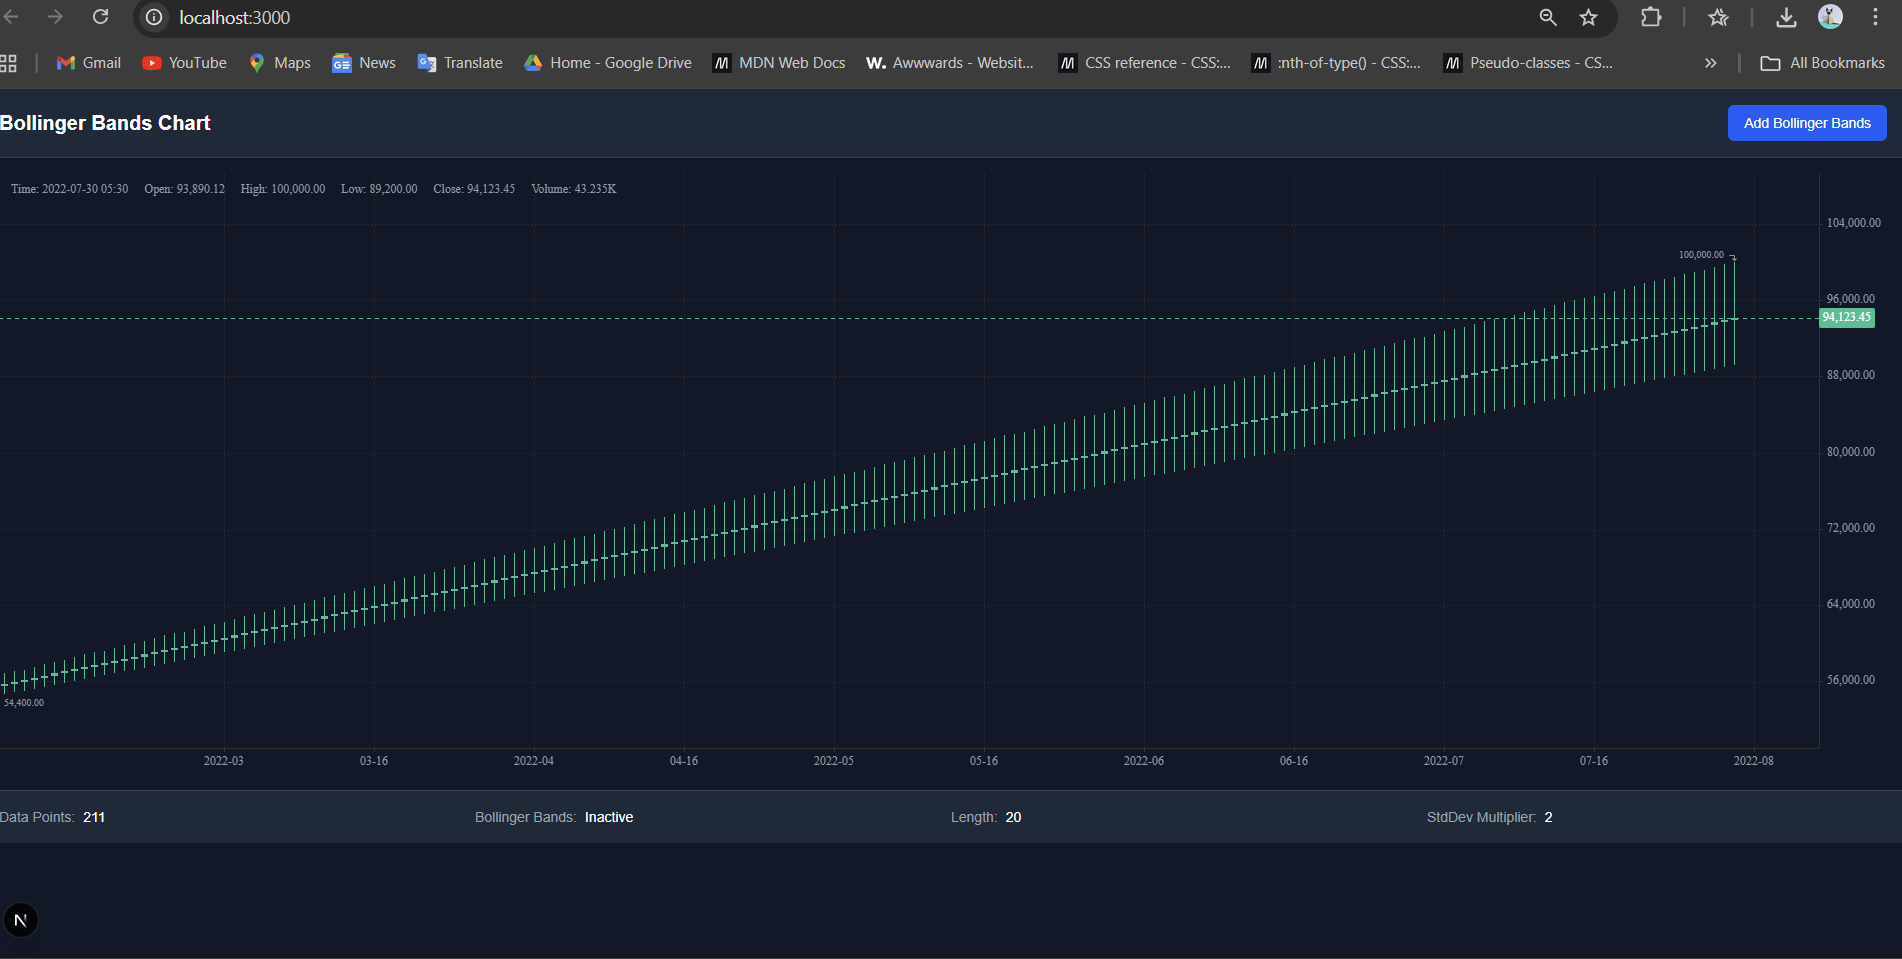 localhost:3000
Gmail YouTube Maps News Translate Home - Google Drive MDN Web Docs W. Awwwards - Websit... CSS reference - CSS:... :nth-of-type() - CSS:... Pseudo-classes - CS... » All Bookmarks
Bollinger Bands Chart Add Bollinger Bands
Time: 2022-07-30 05:30 Open: 93,890.12 High: 100,000.00 Low: 89,200.00 Close: 94,123.45 Volume: 43.235K
104,000.00
100,000.00
96,000.00
94,123.45
88,000.00
80,000.00
72,000.00
64,000.00
56,000.00
54,400.00
2022-03 03-16 2022-04 04-16 2022-05 05-16 2022-06 06-16 2022-07 07-16 2022-08
Data Points: 211 Bollinger Bands: Inactive Length: 20 StdDev Multiplier: 2
N